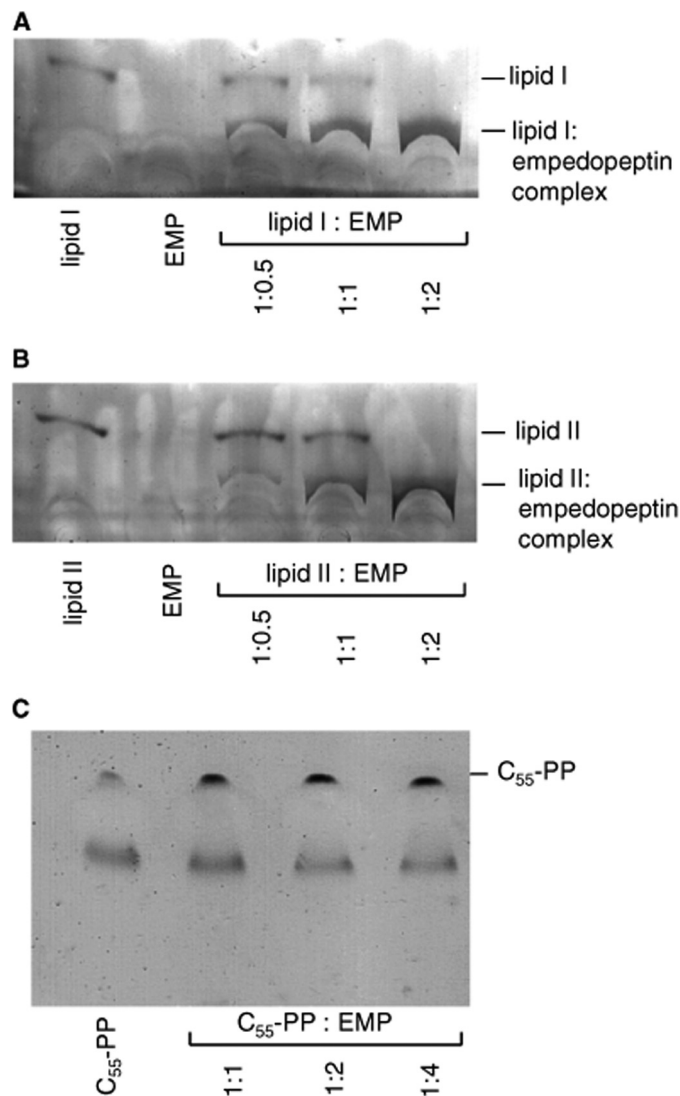 A
lipid I
lipid I:
empedopeptin
complex
lipid I
EMP
lipid I : EMP
1:0.5
1:1
1:2
B
lipid II
lipid II:
empedopeptin
complex
lipid II
EMP
lipid II : EMP
1:0.5
1:1
1:2
C
C₅₅-PP
C₅₅-PP
C₅₅-PP : EMP
1:1
1:2
1:4